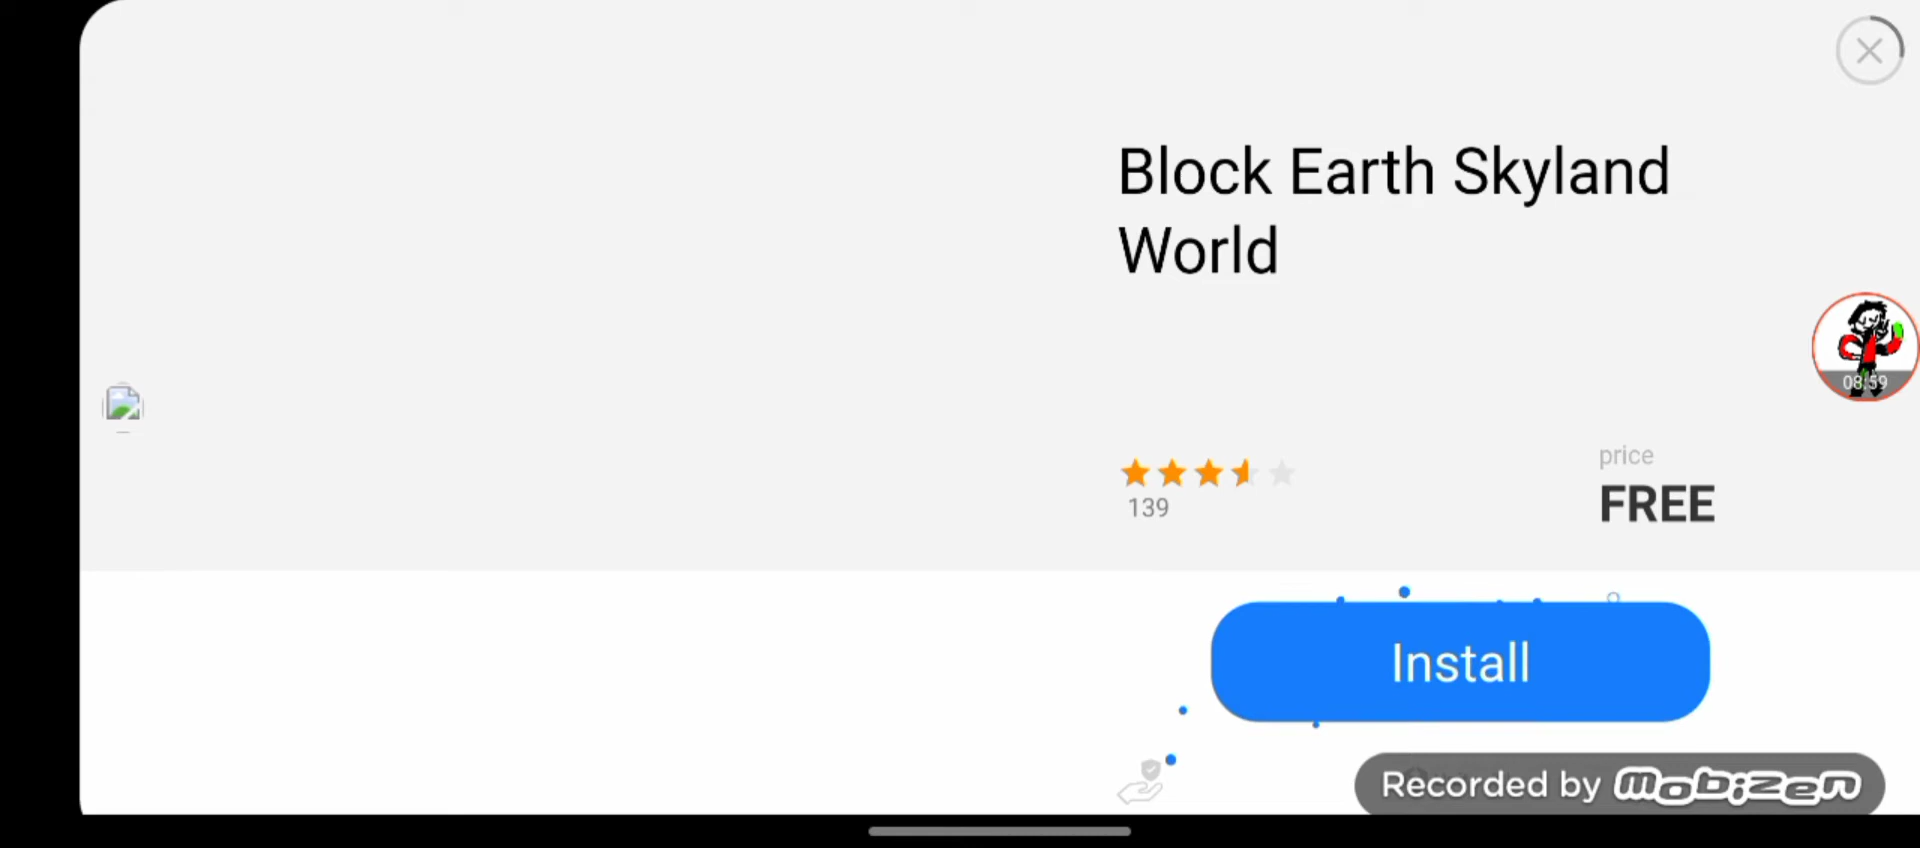 Block Earth Skyland
World
08:59
139
price
FREE
Install
Recorded by mobizen